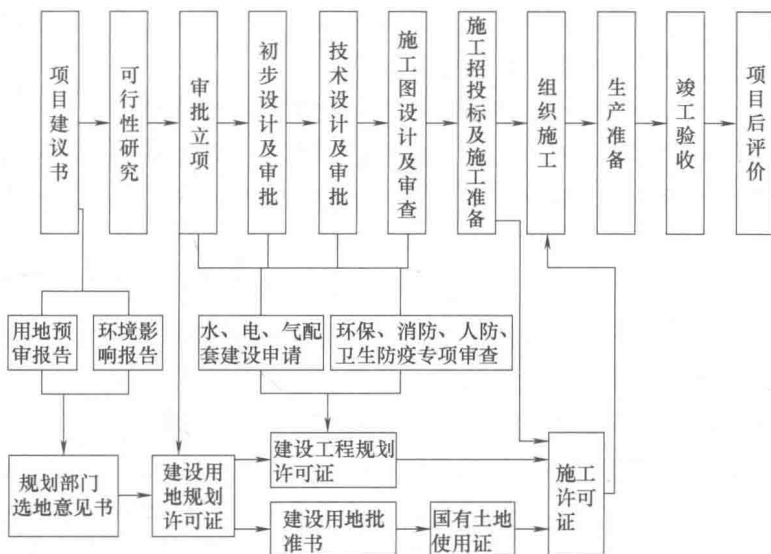 项目建议书
可行性研究
审批立项
初步设计及审批
技术设计及审批
施工图设计及审查
施工招投标及施工准备
组织施工
生产准备
竣工验收
项目后评价
用地预
审报告
环境影
响报告
水、电、气配
套建设申请
环保、消防、人防、
卫生防疫专项审查
规划部门
选地意见书
建设用
地规划
许可证
建设工程规划
许可证
建设用地批
准书
国有土地
使用证
施工
许可
证